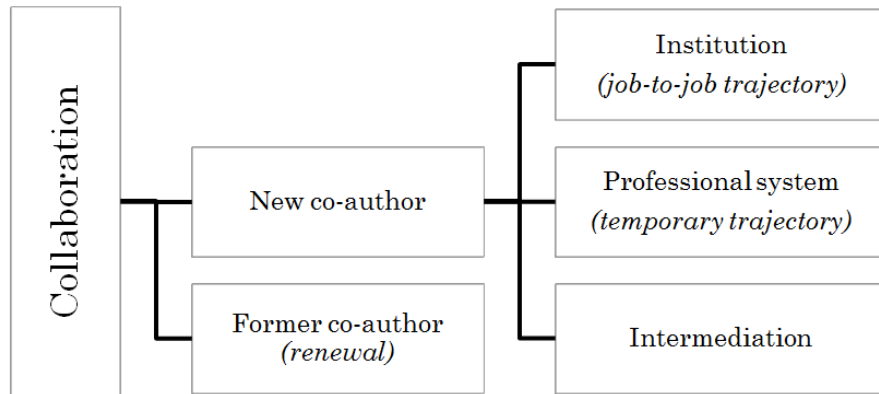 Collaboration
New co-author
Former co-author
(renewal)
Institution
(job-to-job trajectory)
Professional system
(temporary trajectory)
Intermediation